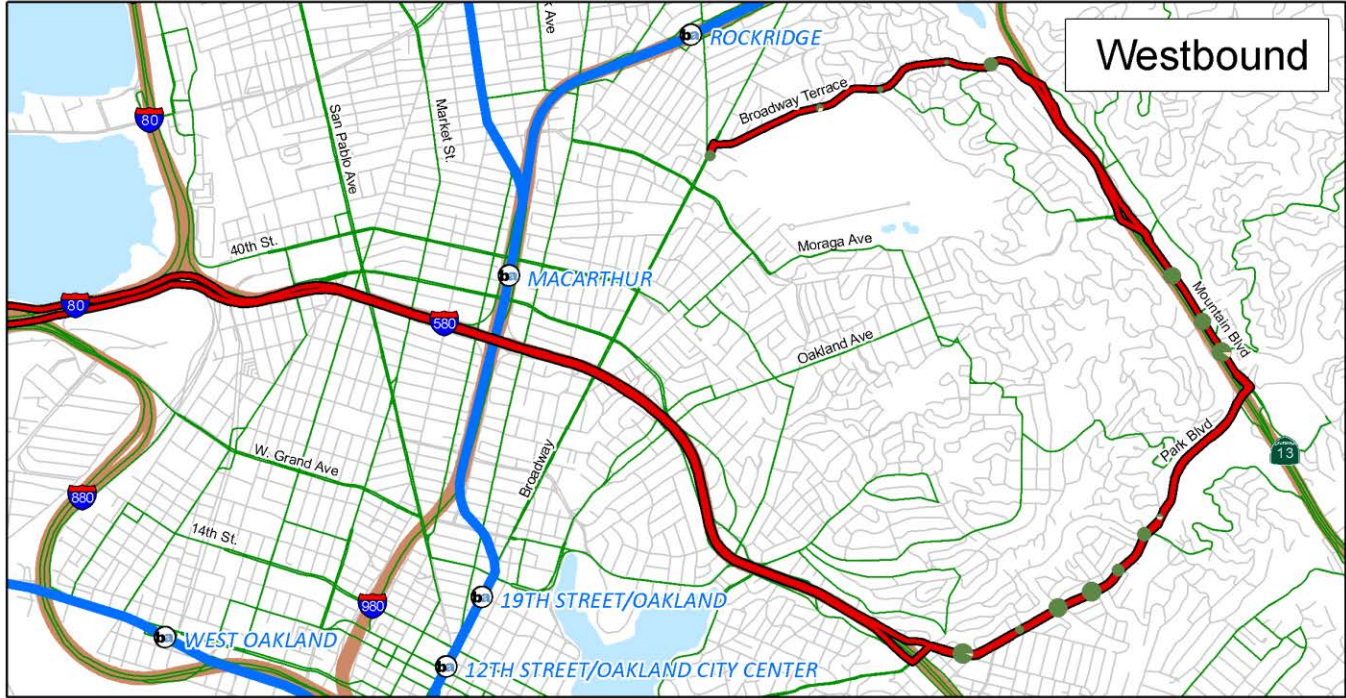 Westbound
ROCKRIDGE
80
San Pablo Ave
Market St.
k Ave
Broadway Terrace
40th St.
MACARTHUR
Moraga Ave
80
580
Mountain Blvd
Oakland Ave
Park Blvd
13
W. Grand Ave
Broadway
880
14th St.
980
19TH STREET/OAKLAND
WEST OAKLAND
12TH STREET/OAKLAND CITY CENTER